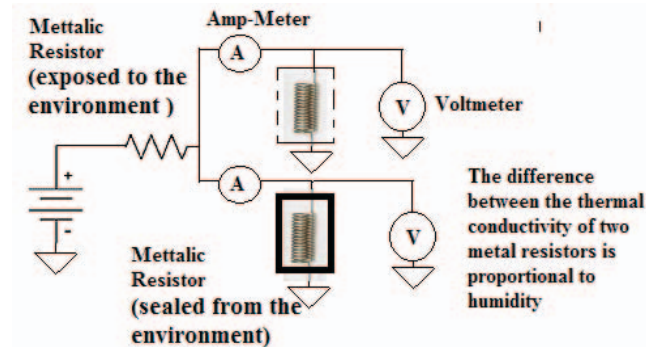 Mettalic
Resistor
(exposed to the
environment )
Amp-Meter
A
V
Voltmeter
+
-
A
V
Mettalic
Resistor
(sealed from the
environment)
The difference
between the thermal
conductivity of two
metal resistors is
proportional to
humidity